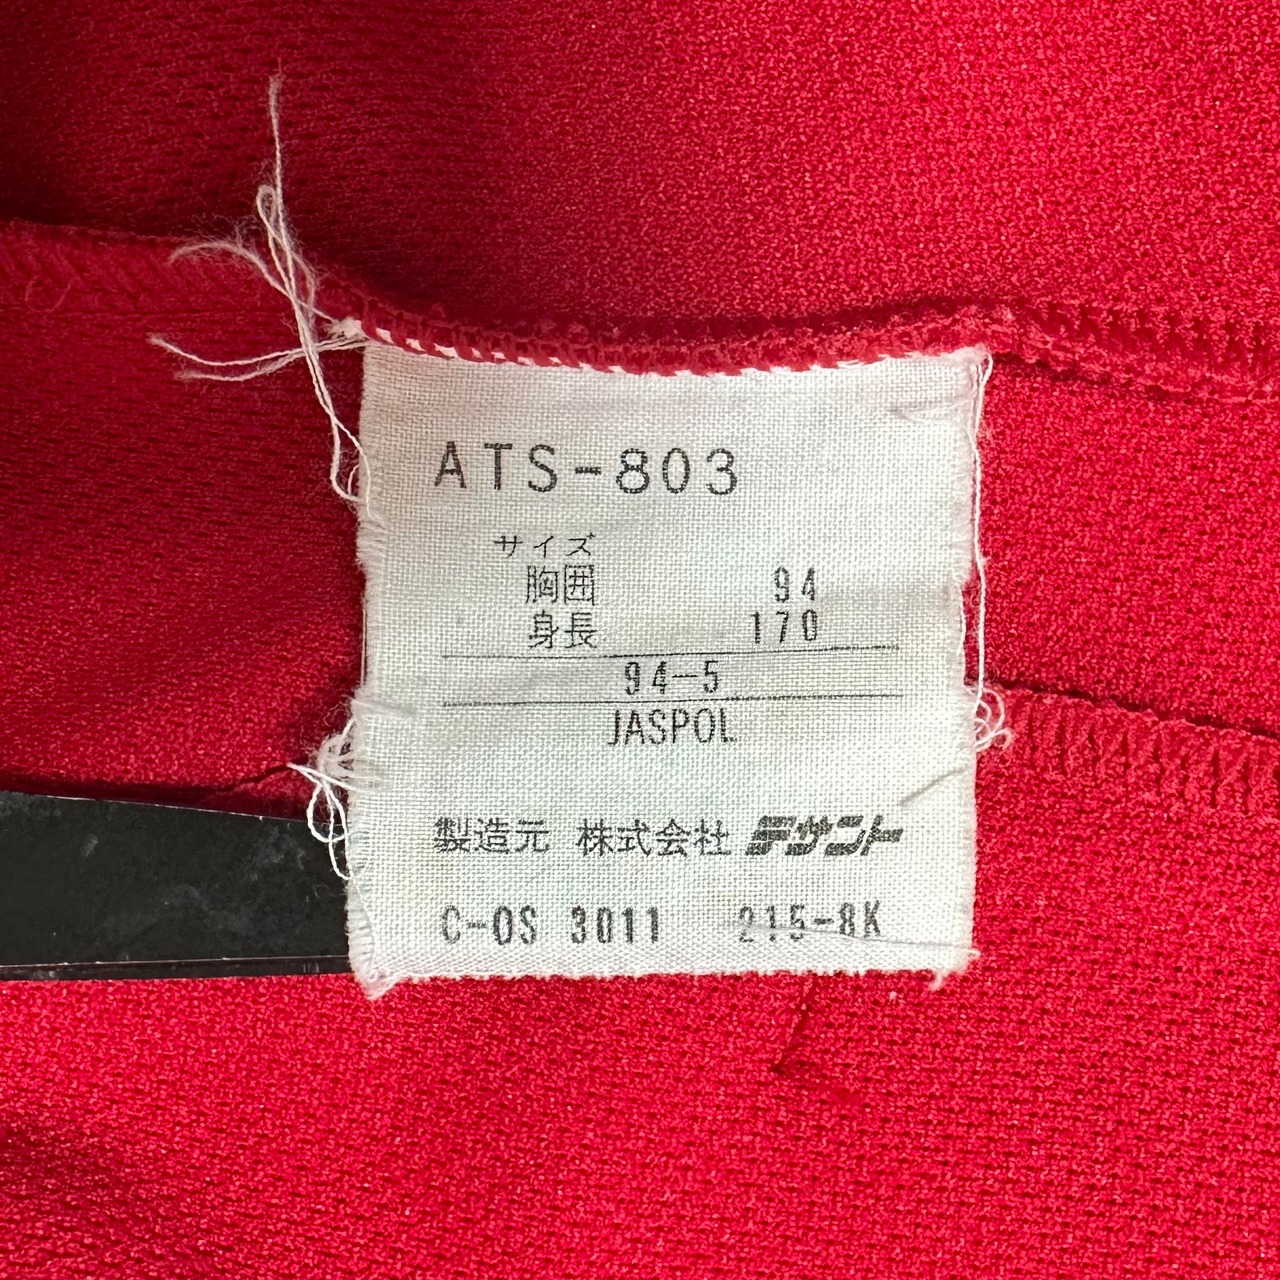 ATS-803
サイズ
胸囲 94
身長 170
94-5
JASPOL
製造元 株式会社 デサント
C-OS 3011 215-8K